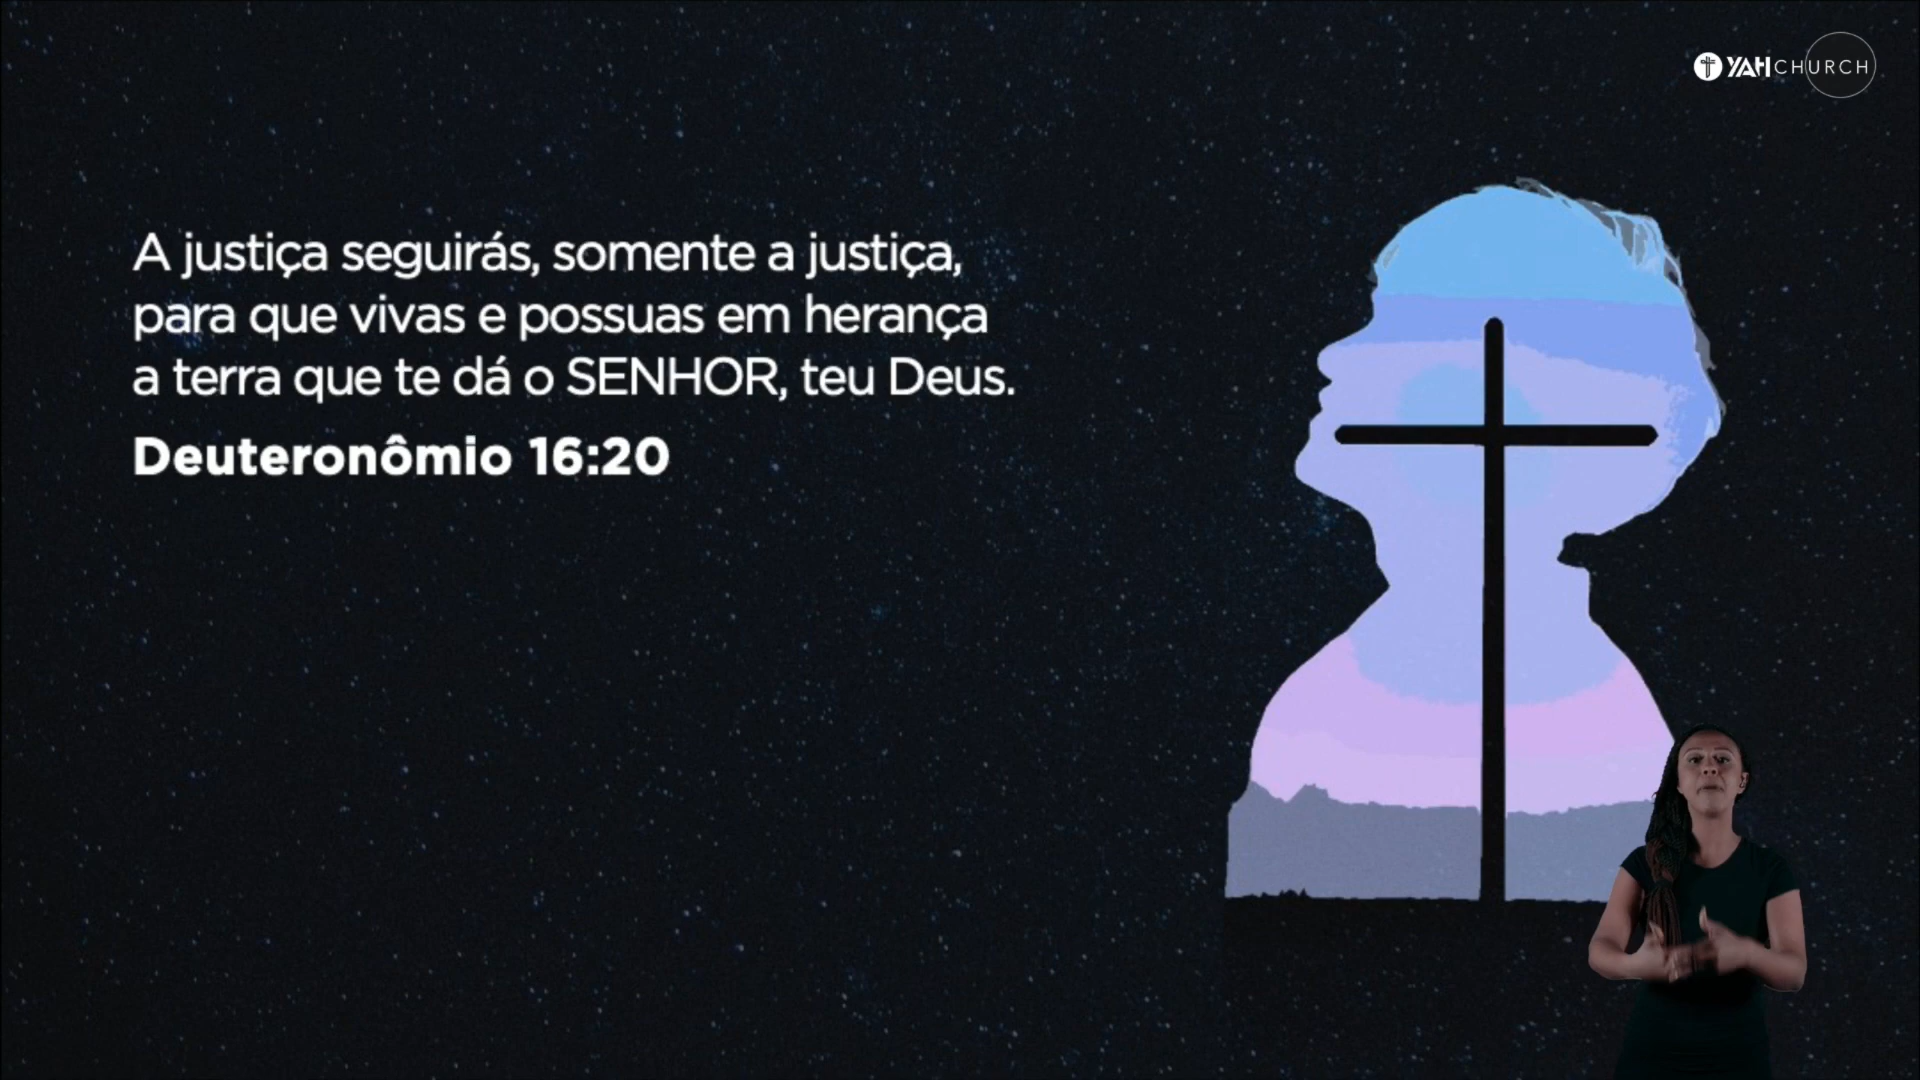 YAHCHURCH
A justiça seguirás, somente a justiça,
para que vivas e possuas em herança
a terra que te dá o SENHOR, teu Deus.
Deuteronômio 16:20